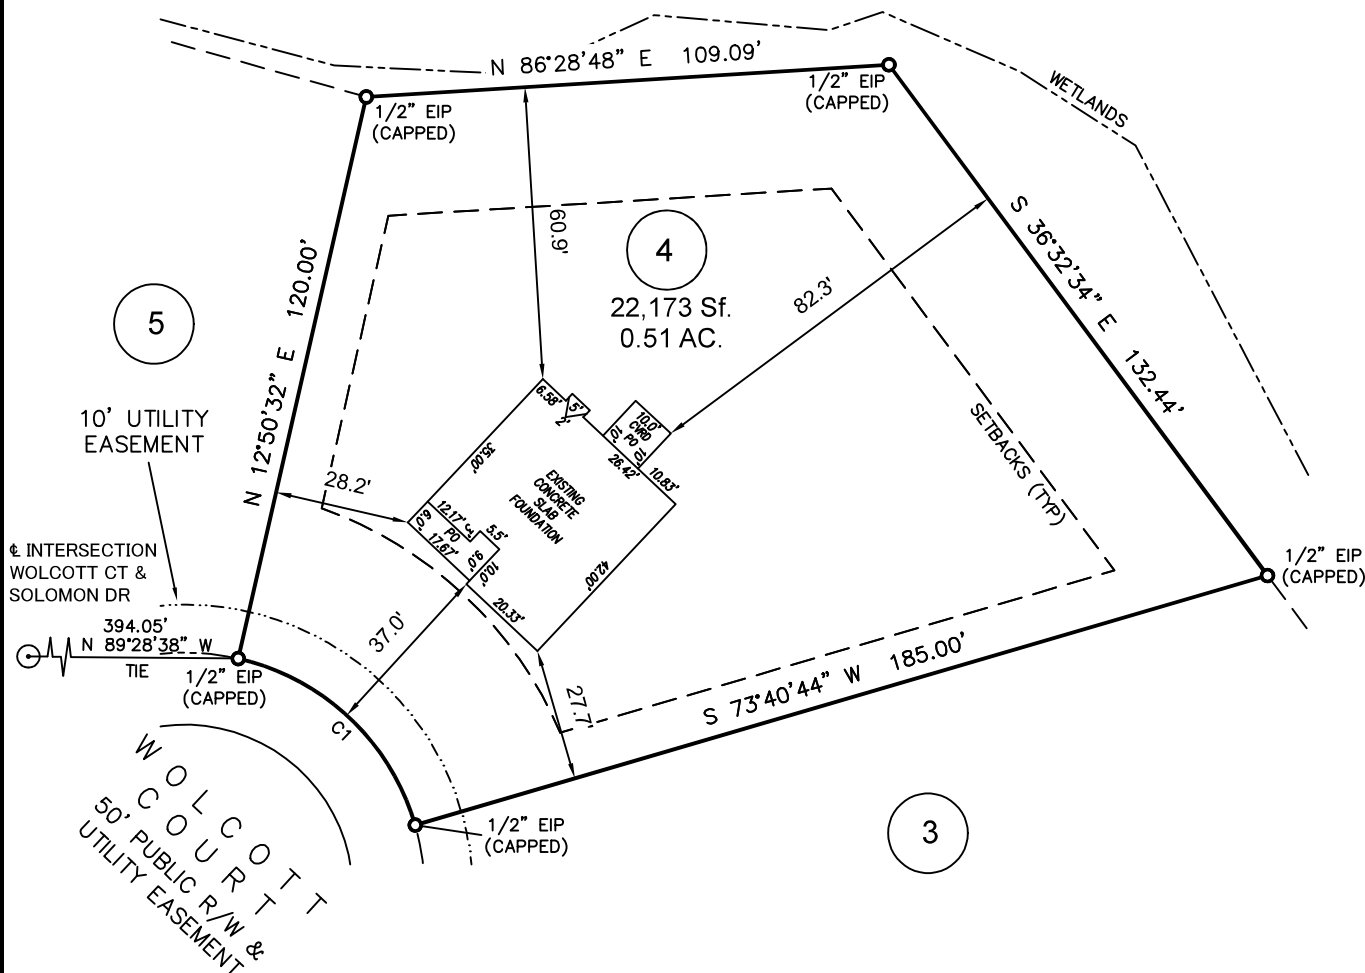 N 86°28'48" E 109.09'
1/2" EIP
(CAPPED)
1/2" EIP
(CAPPED)
WETLANDS
N 12°50'32" E 120.00'
60.9'
4
22,173 Sf.
0.51 AC.
82.3'
S 36°32'34" E 132.44'
5
10' UTILITY
EASEMENT
SETBACKS (TYP)
6.58'
5'
2'
10.0'
CVRD
PO
10'
10'
26.42'
10.83'
35.00'
EXISTING
CONCRETE
SLAB
FOUNDATION
28.2'
12.17'
3'
5.5'
6.0'
PO
17.67'
9.0'
10.0'
20.33'
42.00'
℄ INTERSECTION
WOLCOTT CT &
SOLOMON DR
394.05'
N 89°28'38" W
TIE
1/2" EIP
(CAPPED)
37.0'
C1
27.7'
S 73°40'44" W 185.00'
1/2" EIP
(CAPPED)
1/2" EIP
(CAPPED)
3
WOLCOTT
COURT
50' PUBLIC R/W &
UTILITY EASEMENT